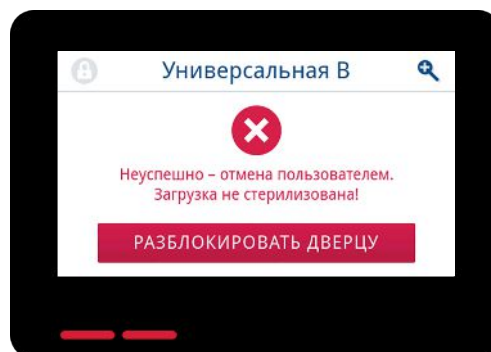 Универсальная B
Неуспешно – отмена пользователем.
Загрузка не стерилизована!
РАЗБЛОКИРОВАТЬ ДВЕРЦУ